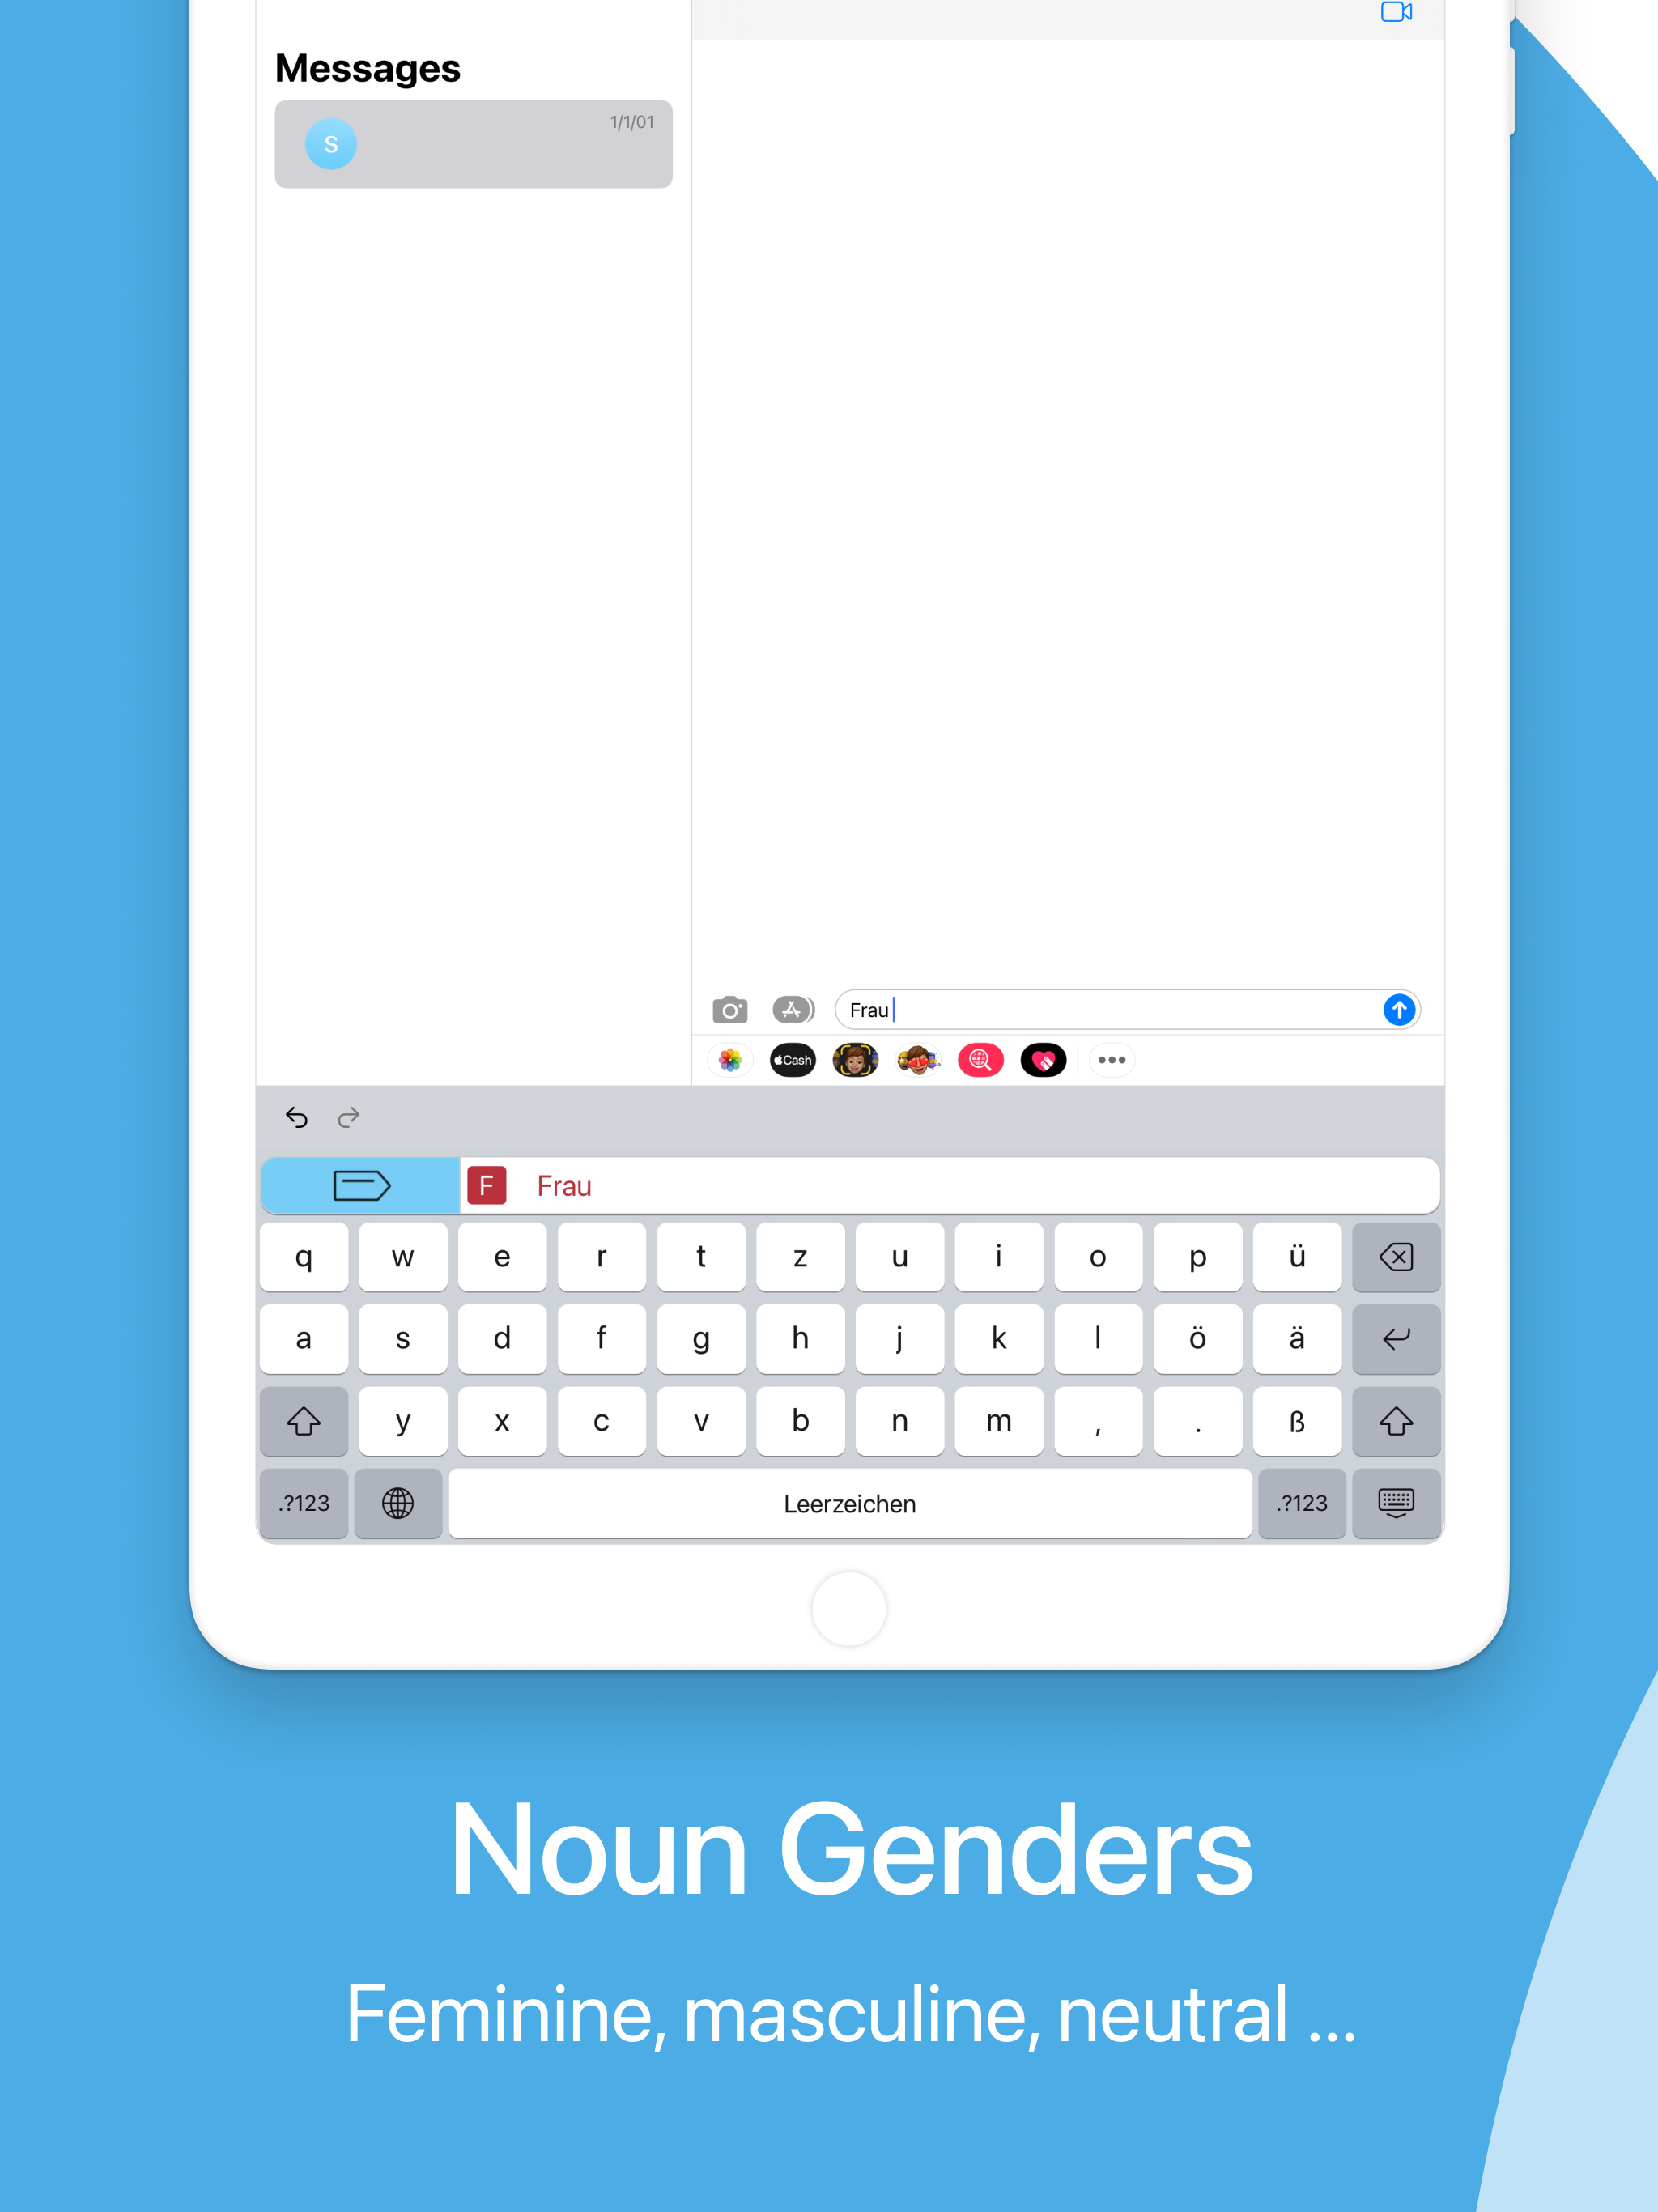 Messages
1/1/01
S
Frau
Cash
F Frau
q w e r t z u i o p ü
a s d f g h j k l ö ä
y x c v b n m , . ß
.?123 Leerzeichen .?123
Noun Genders
Feminine, masculine, neutral ...